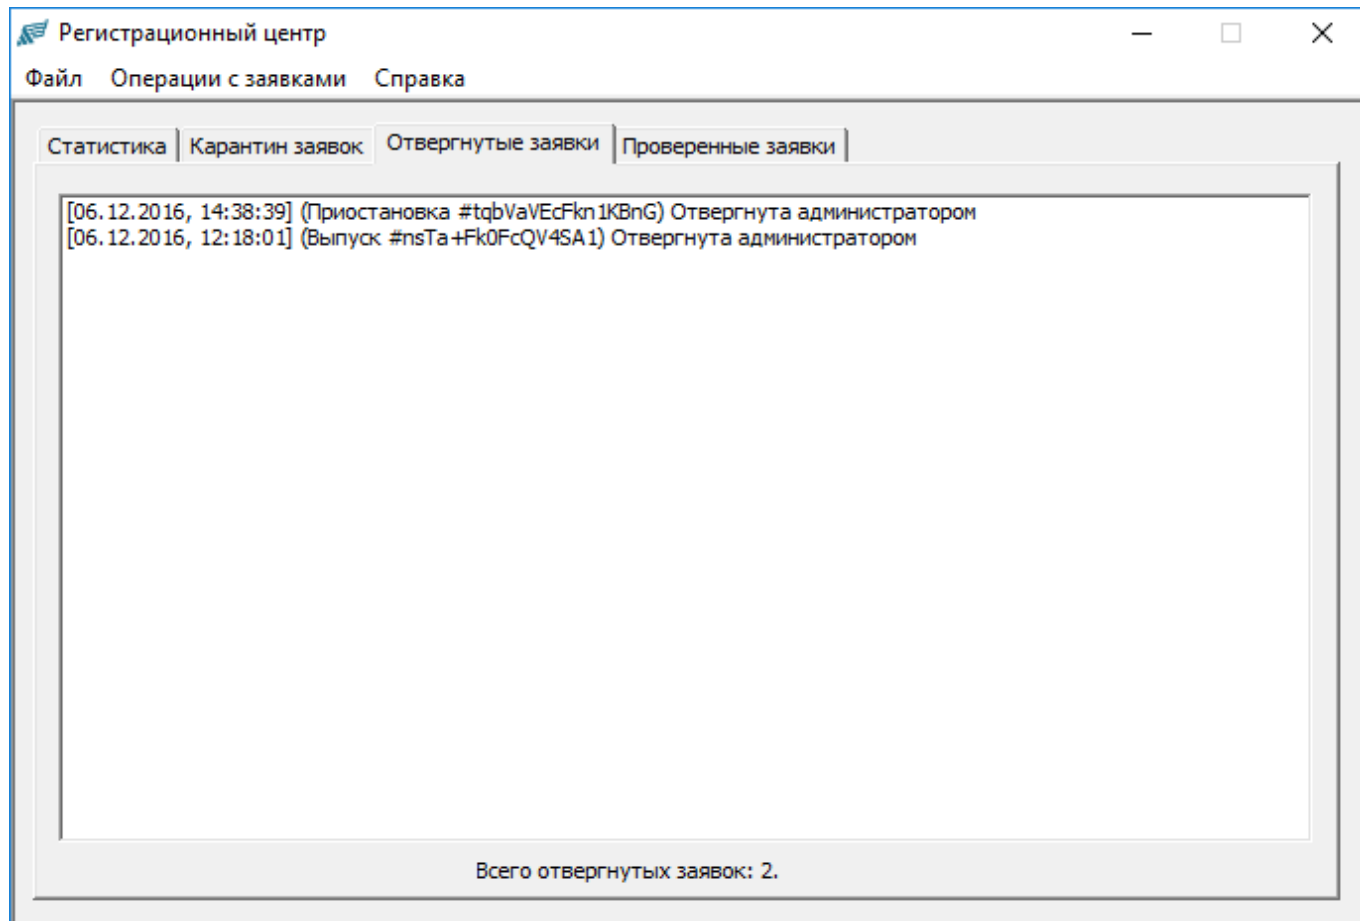 Регистрационный центр
Файл Операции с заявками Справка
Статистика Карантин заявок Отвергнутые заявки Проверенные заявки
[06.12.2016, 14:38:39] (Приостановка #tqbVaVEcFkn1KBnG) Отвергнута администратором
[06.12.2016, 12:18:01] (Выпуск #nsTa+Fk0FcQV4SA1) Отвергнута администратором
Всего отвергнутых заявок: 2.